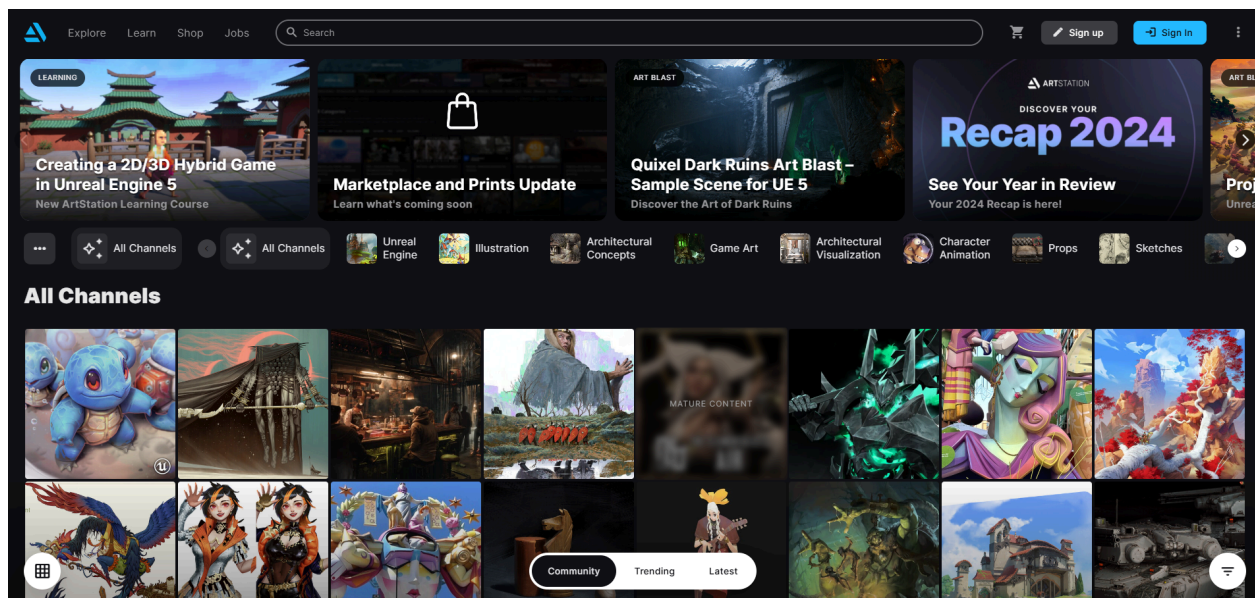 Explore Learn Shop Jobs Search Sign up Sign In
LEARNING
Creating a 2D/3D Hybrid Game
in Unreal Engine 5
New ArtStation Learning Course
Marketplace and Prints Update
Learn what's coming soon
ART BLAST
Quixel Dark Ruins Art Blast –
Sample Scene for UE 5
Discover the Art of Dark Ruins
ARTSTATION
DISCOVER YOUR
Recap 2024
See Your Year in Review
Your 2024 Recap is here!
ART BL
Proj
Unrea
All Channels
All Channels
Unreal
Engine
Illustration
Architectural
Concepts
Game Art
Architectural
Visualization
Character
Animation
Props
Sketches
All Channels
MATURE CONTENT
Community Trending Latest